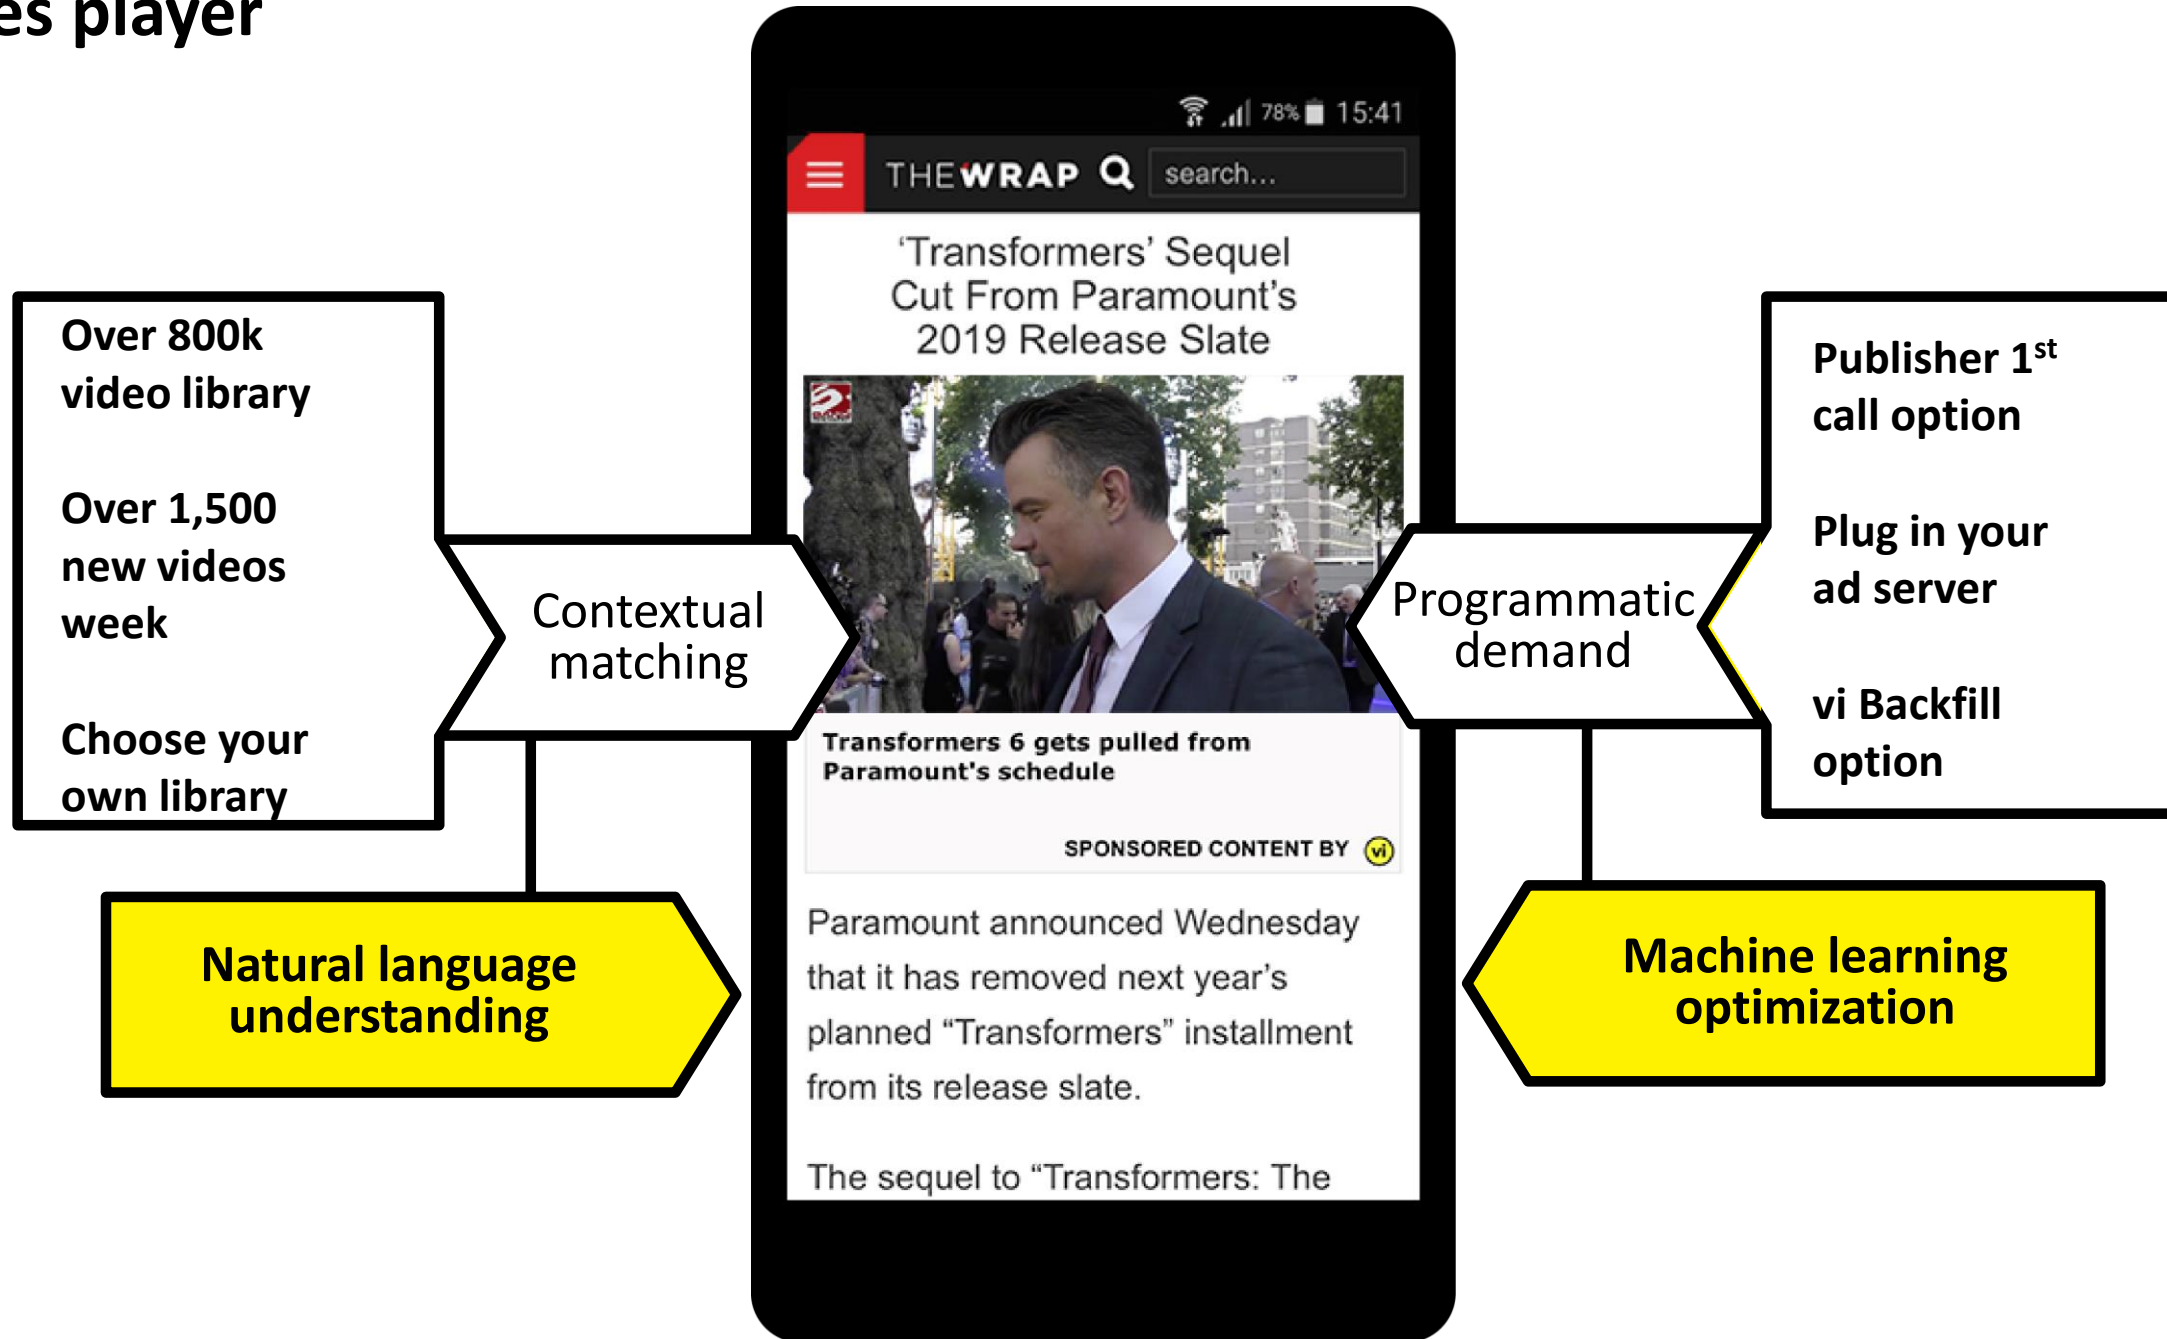 es player
Over 800k
video library
Over 1,500
new videos
week
Choose your
own library
Contextual
matching
Natural language
understanding
78% 15:41
THE WRAP search...
‘Transformers’ Sequel
Cut From Paramount’s
2019 Release Slate
Transformers 6 gets pulled from
Paramount's schedule
SPONSORED CONTENT BY vi
Paramount announced Wednesday
that it has removed next year’s
planned “Transformers” installment
from its release slate.
The sequel to “Transformers: The
Programmatic
demand
Publisher 1st
call option
Plug in your
ad server
vi Backfill
option
Machine learning
optimization